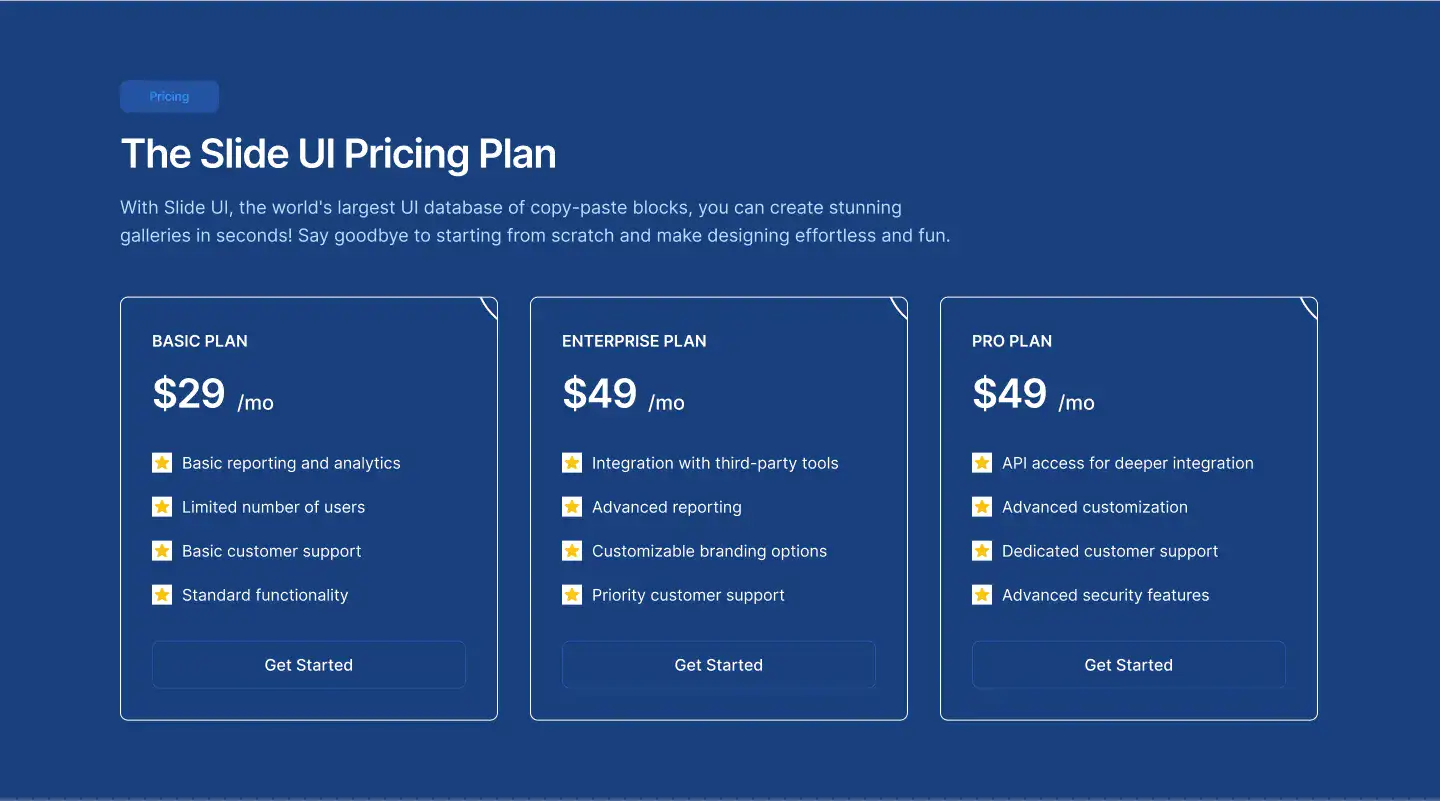 Pricing
The Slide UI Pricing Plan
With Slide UI, the world's largest UI database of copy-paste blocks, you can create stunning
galleries in seconds! Say goodbye to starting from scratch and make designing effortless and fun.
BASIC PLAN
$29 /mo
Basic reporting and analytics
Limited number of users
Basic customer support
Standard functionality
Get Started
ENTERPRISE PLAN
$49 /mo
Integration with third-party tools
Advanced reporting
Customizable branding options
Priority customer support
Get Started
PRO PLAN
$49 /mo
API access for deeper integration
Advanced customization
Dedicated customer support
Advanced security features
Get Started